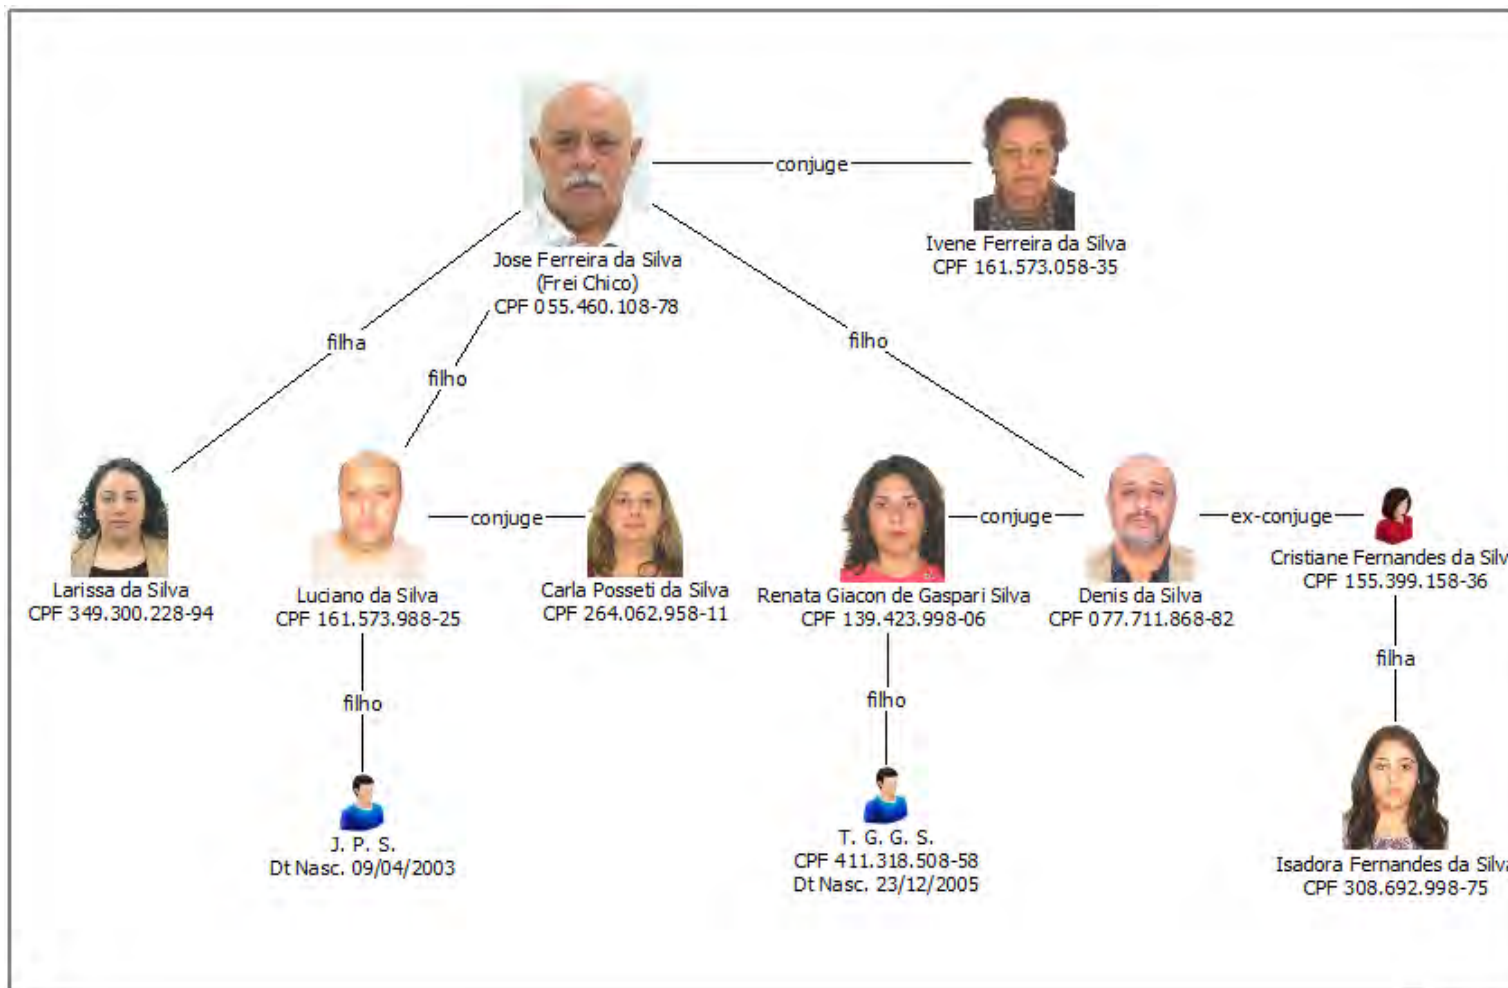 conjuge
Ivene Ferreira da Silva
CPF 161.573.058-35
Jose Ferreira da Silva
(Frei Chico)
CPF 055.460.108-78
filha
filho
filho
Larissa da Silva
CPF 349.300.228-94
Luciano da Silva
CPF 161.573.988-25
conjuge
Carla Posseti da Silva
CPF 264.062.958-11
Renata Giacon de Gaspari Silva
CPF 139.423.998-06
conjuge
Denis da Silva
CPF 077.711.868-82
ex-conjuge
Cristiane Fernandes da Silv
CPF 155.399.158-36
filho
filho
filha
J. P. S.
Dt Nasc. 09/04/2003
T. G. G. S.
CPF 411.318.508-58
Dt Nasc. 23/12/2005
Isadora Fernandes da Silva
CPF 308.692.998-75